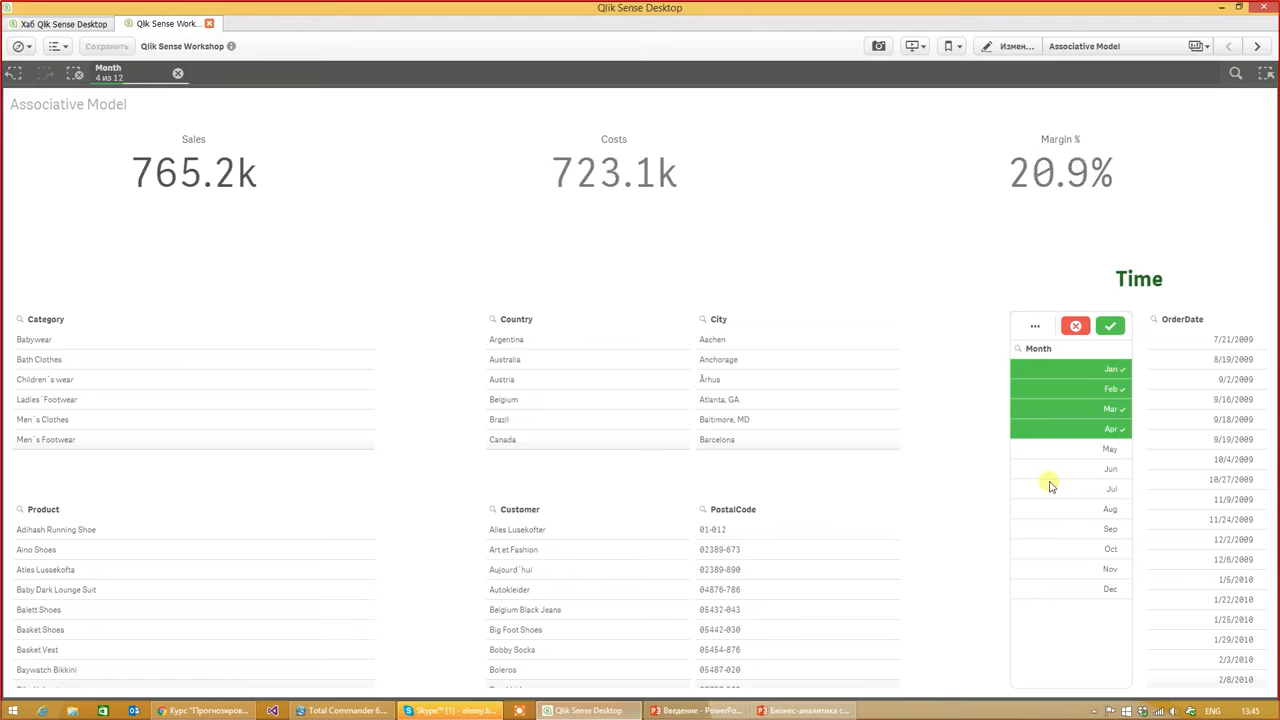 Qlik Sense Desktop
Хаб Qlik Sense Desktop
Qlik Sense Work...
Сохранить
Qlik Sense Workshop
Измен...
Associative Model
Month
4 из 12
Associative Model
Sales
Costs
Margin %
765.2k
723.1k
20.9%
Time
Category
Babywear
Bath Clothes
Children´s wear
Ladies´Footwear
Men´s Clothes
Men´s Footwear
Country
Argentina
Australia
Austria
Belgium
Brazil
Canada
City
Aachen
Anchorage
Århus
Atlanta, GA
Baltimore, MD
Barcelona
Month
Jan
Feb
Mar
Apr
May
Jun
Jul
Aug
Sep
Oct
Nov
Dec
OrderDate
7/21/2009
8/19/2009
9/2/2009
9/16/2009
9/18/2009
9/19/2009
10/4/2009
10/27/2009
11/9/2009
11/24/2009
12/2/2009
12/6/2009
1/5/2010
1/22/2010
1/25/2010
1/29/2010
2/3/2010
2/8/2010
Product
Adihash Running Shoe
Aino Shoes
Atles Lussekofta
Baby Dark Lounge Suit
Balett Shoes
Basket Shoes
Basket Vest
Baywatch Bikkini
Customer
Alles Lusekofter
Art et Fashion
Aujourd´hui
Autokleider
Belgium Black Jeans
Big Foot Shoes
Bobby Socks
Boleros
PostalCode
01-012
02389-673
02389-890
04876-786
05432-043
05442-030
05454-876
05487-020
Курс "Прогнозиров...
Total Commander 6....
Skype™ [1] - alexey.b...
Qlik Sense Desktop
Введение - PowerPo...
Бизнес-аналитика с...
ENG
13:45